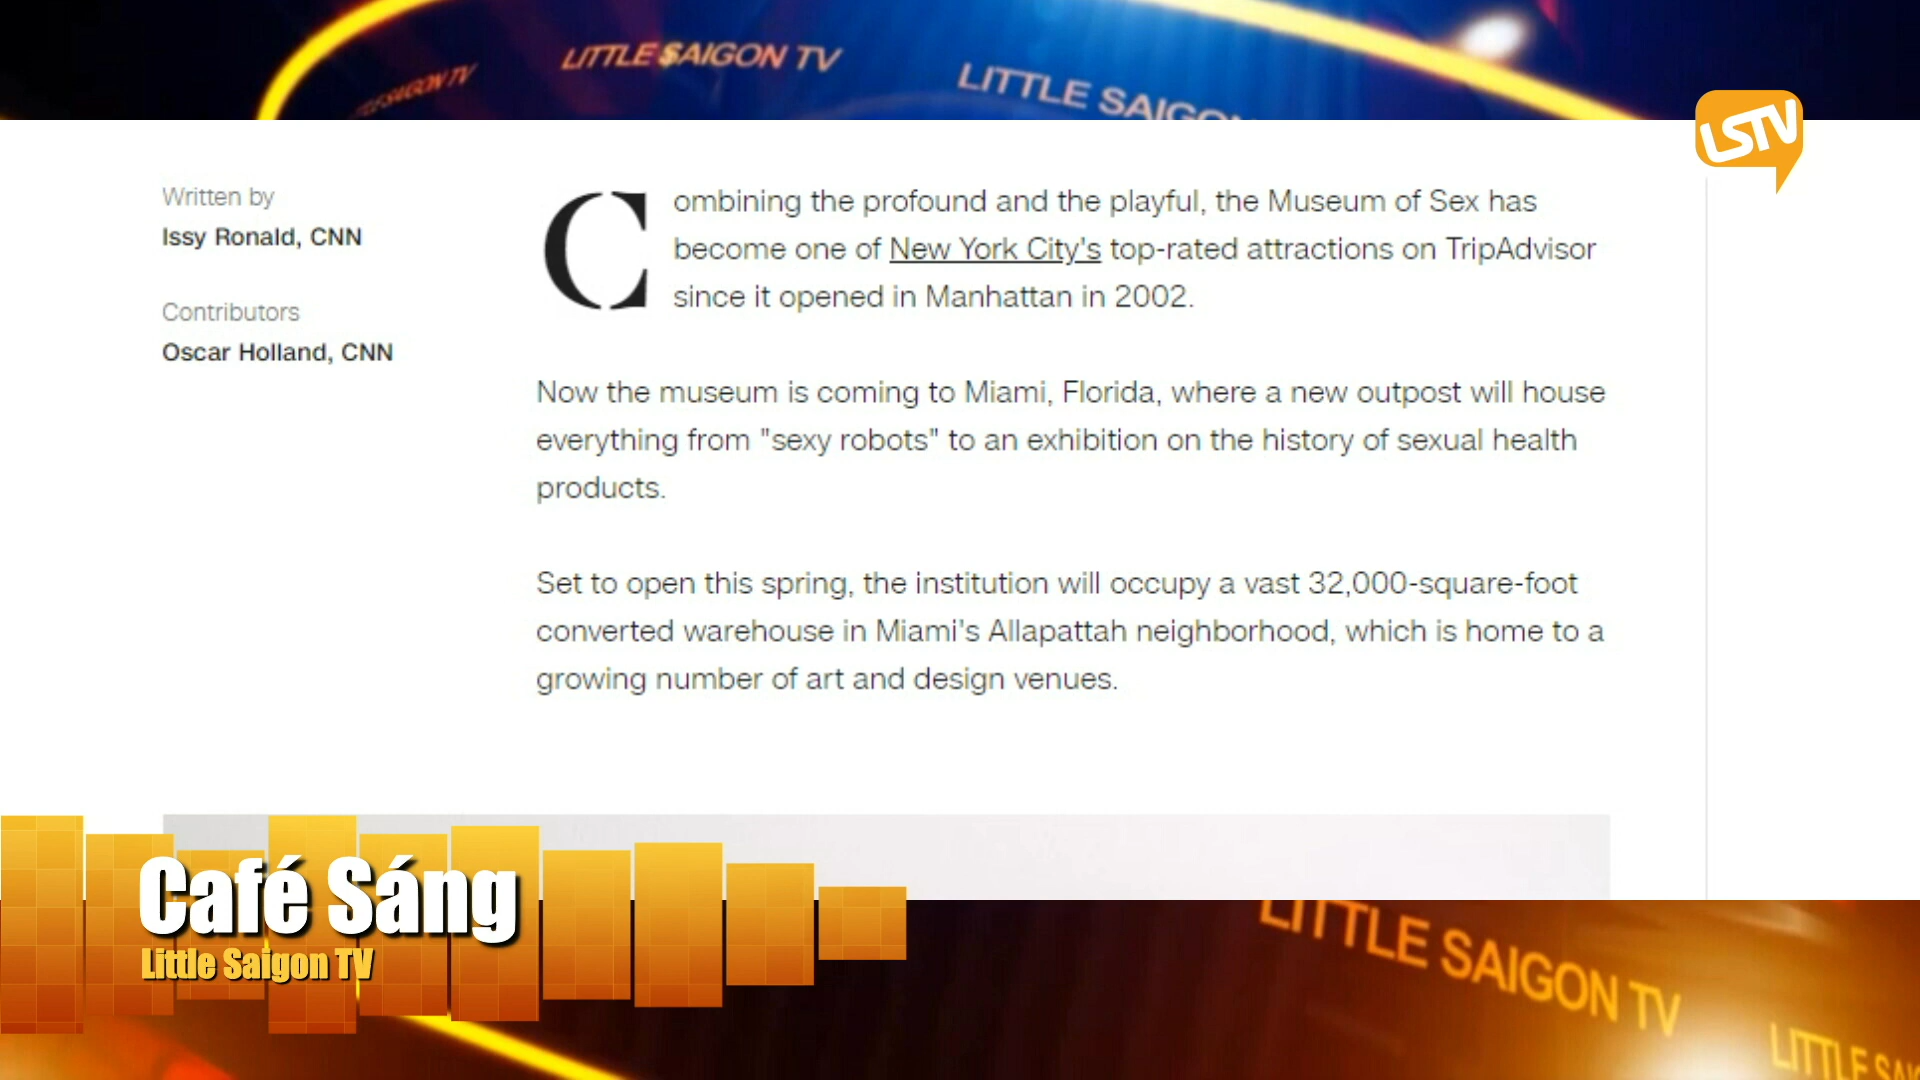 SAIGON TV
LITTLE SAIGON TV
LITTLE SAIGON
LSTV
Written by
Issy Ronald, CNN
Contributors
Oscar Holland, CNN
Combining the profound and the playful, the Museum of Sex has
become one of New York City's top-rated attractions on TripAdvisor
since it opened in Manhattan in 2002.
Now the museum is coming to Miami, Florida, where a new outpost will house
everything from "sexy robots" to an exhibition on the history of sexual health
products.
Set to open this spring, the institution will occupy a vast 32,000-square-foot
converted warehouse in Miami's Allapattah neighborhood, which is home to a
growing number of art and design venues.
Café Sáng
Little Saigon TV
LITTLE SAIGON TV
LITTLE